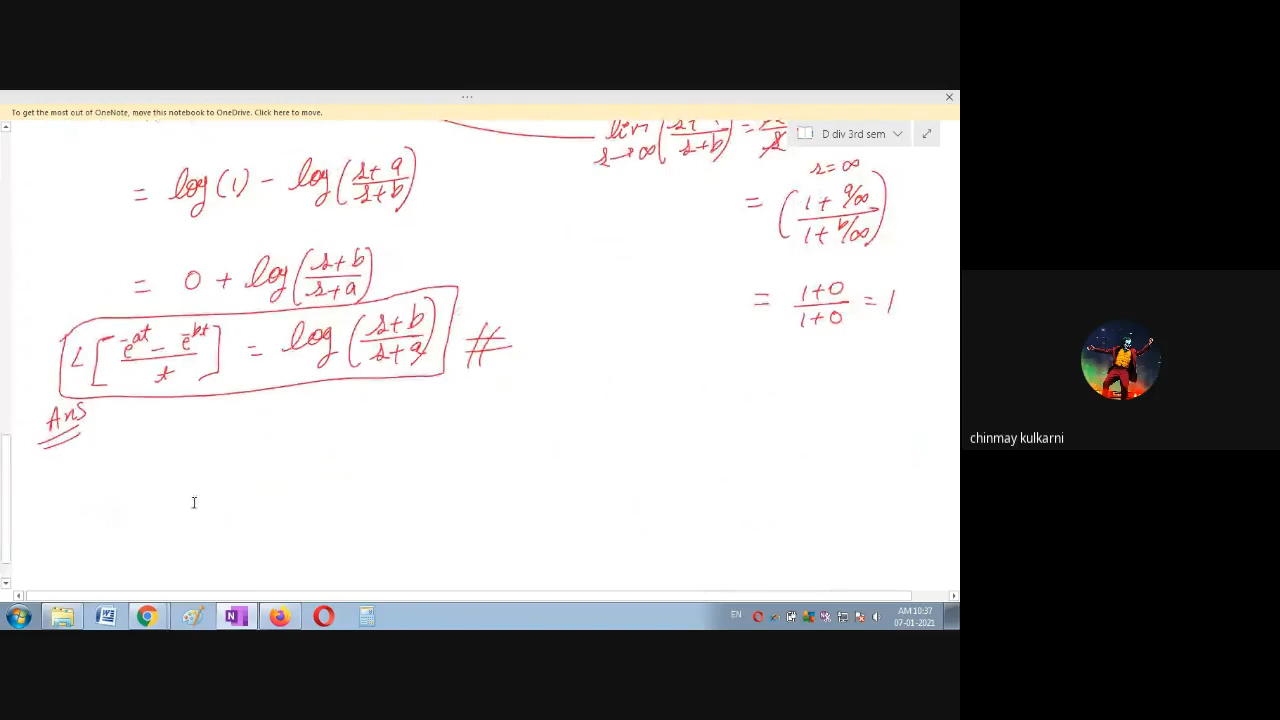 To get the most out of OneNote, move this notebook to OneDrive. Click here to move.
D div 3rd sem
lim s→∞ (/s+b) =
= log(1) - log(s+a/s+b)
s=∞
= (1+a/∞ / 1+b/∞)
= 0 + log(s+b/s+a)
= 1+0/1+0 = 1
L[e^-at - e^-bt / t] = log(s+b/s+a) #
Ans
chinmay kulkarni
EN
AM 10:37
07-01-2021